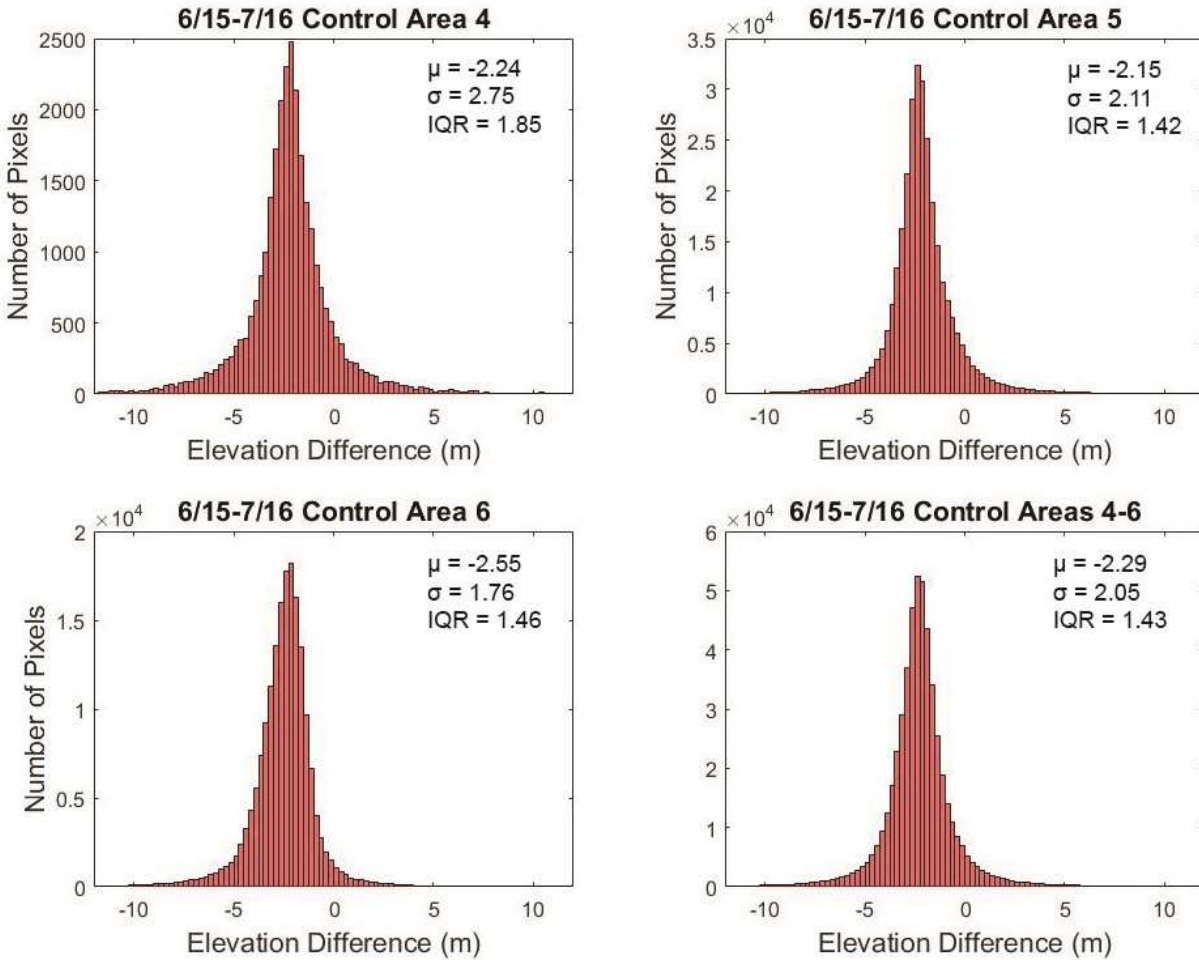 6/15-7/16 Control Area 4
2500
2000
1500
1000
500
0
Number of Pixels
μ = -2.24
σ = 2.75
IQR = 1.85
-10 -5 0 5 10
Elevation Difference (m)
6/15-7/16 Control Area 5
×10⁴
3.5
3
2.5
2
1.5
1
0.5
0
Number of Pixels
μ = -2.15
σ = 2.11
IQR = 1.42
-10 -5 0 5 10
Elevation Difference (m)
6/15-7/16 Control Area 6
×10⁴
2
1.5
1
0.5
0
Number of Pixels
μ = -2.55
σ = 1.76
IQR = 1.46
-10 -5 0 5 10
Elevation Difference (m)
6/15-7/16 Control Areas 4-6
×10⁴
6
5
4
3
2
1
0
μ = -2.29
σ = 2.05
IQR = 1.43
-10 -5 0 5 10
Elevation Difference (m)